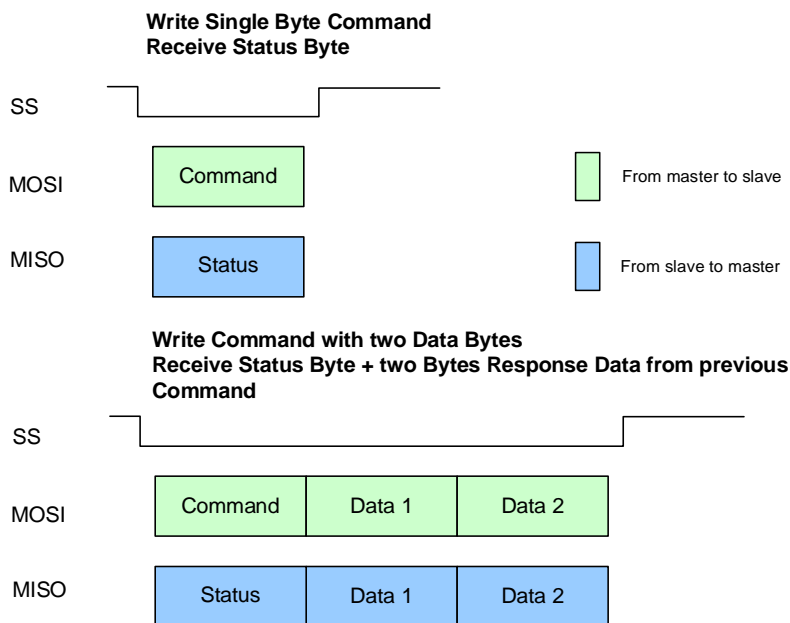 Write Single Byte Command
Receive Status Byte
SS
MOSI
Command
From master to slave
MISO
Status
From slave to master
Write Command with two Data Bytes
Receive Status Byte + two Bytes Response Data from previous
Command
SS
MOSI
Command
Data 1
Data 2
MISO
Status
Data 1
Data 2